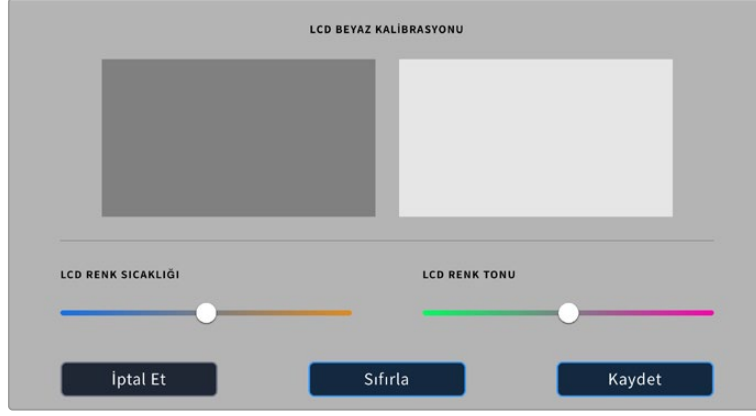 LCD BEYAZ KALİBRASYONU
LCD RENK SICAKLIĞI
LCD RENK TONU
İptal Et
Sıfırla
Kaydet